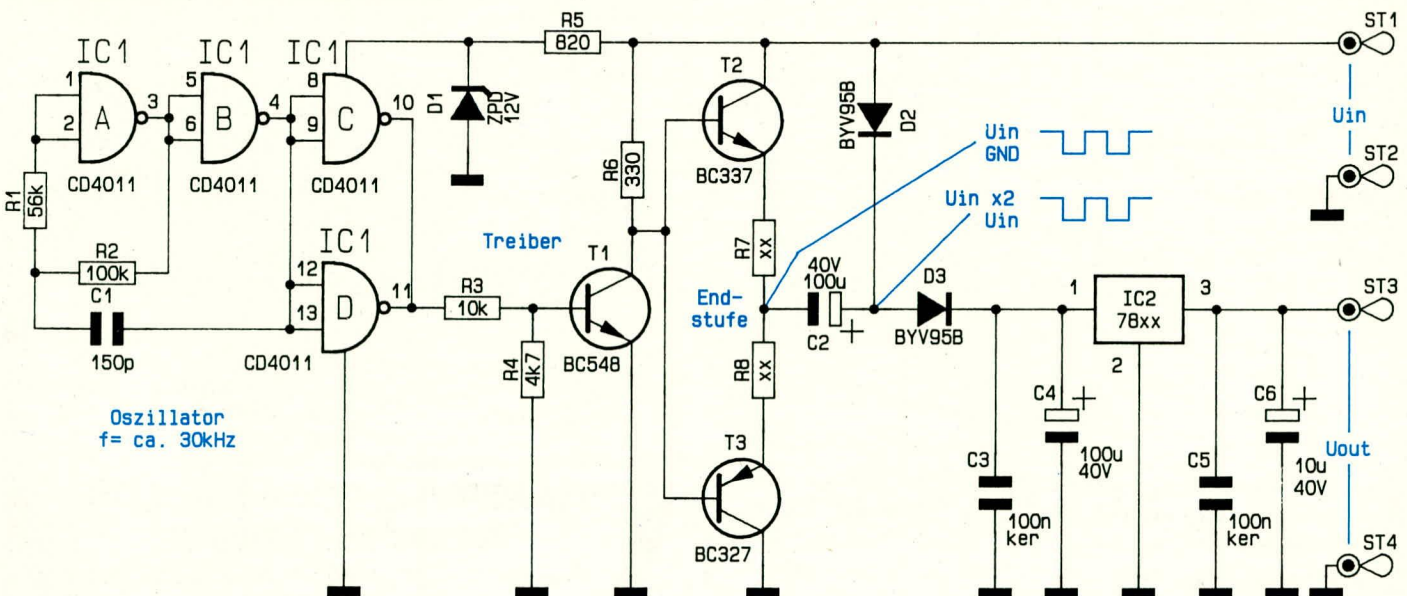 IC1
1
2
3
A
CD4011
IC1
5
6
4
B
CD4011
IC1
8
9
10
C
CD4011
IC1
12
13
11
D
CD4011
R1
56k
R2
100k
C1
150p
Oszillator
f= ca. 30kHz
D1
ZPD
12V
R5
820
Treiber
R3
10k
R4
4k7
T1
BC548
R6
330
T2
BC337
R7
xx
End-
stufe
R8
xx
T3
BC327
BYV95B
D2
Uin
GND
Uin x2
Uin
40V
100u
+
C2
D3
BYV95B
1
IC2
78xx
3
2
C3
100n
ker
C4
+
100u
40V
C5
100n
ker
C6
+
10u
40V
ST1
Uin
ST2
ST3
Uout
ST4